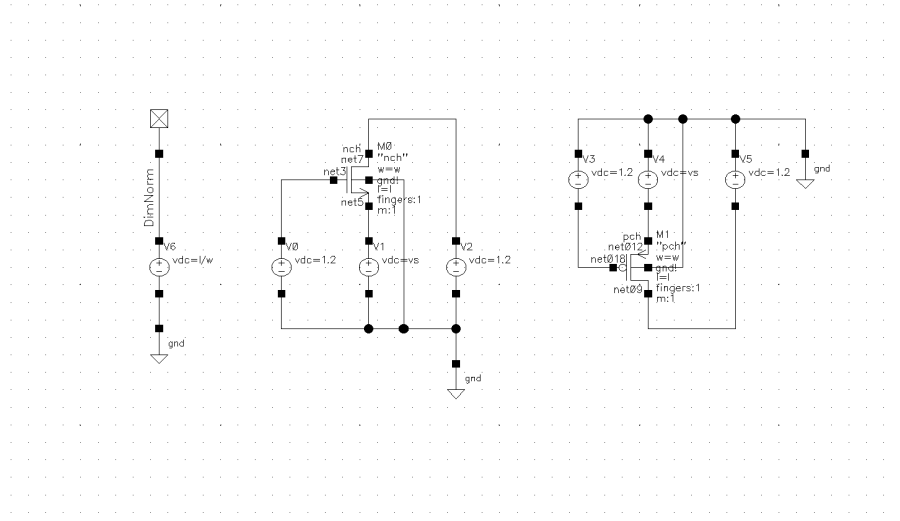 DimNorm
V6
vdc=l/w
gnd
nch
M0
net7
"nch"
w=w
net3
gnd!
l=l
net5
fingers:1
m:1
V0
vdc=1.2
V1
vdc=vs
V2
vdc=1.2
gnd
V3
vdc=1.2
V4
vdc=vs
V5
vdc=1.2
gnd
pch
M1
net012
"pch"
w=w
net018
gnd!
l=l
net09
fingers:1
m:1